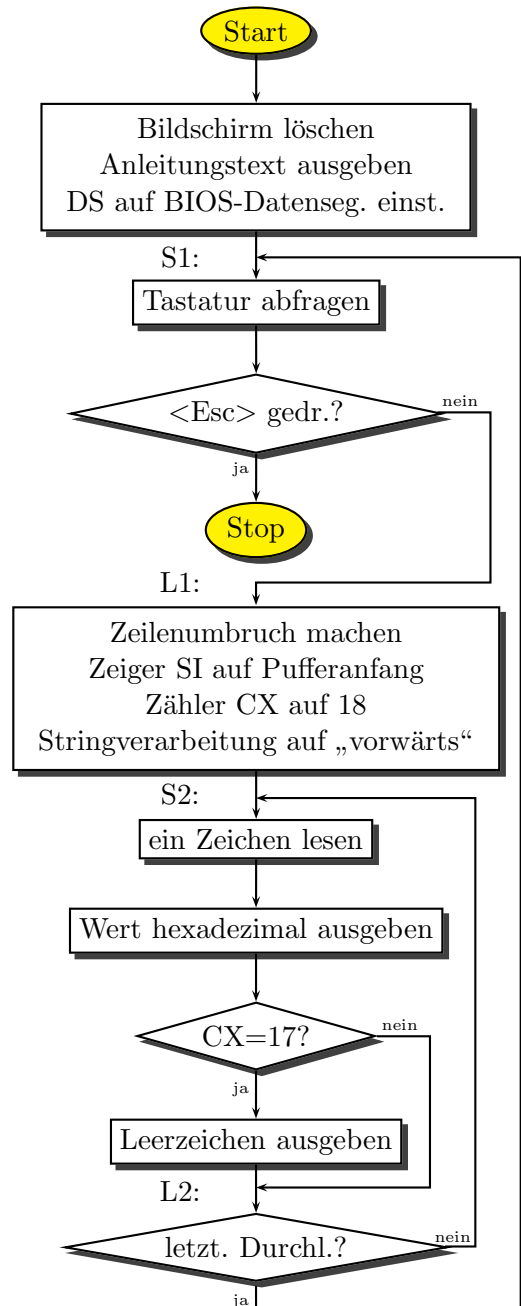 Start
Bildschirm löschen
Anleitungstext ausgeben
DS auf BIOS-Datenseg. einst.
S1:
Tastatur abfragen
<Esc> gedr.?
nein
ja
Stop
L1:
Zeilenumbruch machen
Zeiger SI auf Pufferanfang
Zähler CX auf 18
Stringverarbeitung auf „vorwärts“
S2:
ein Zeichen lesen
Wert hexadezimal ausgeben
CX=17?
nein
ja
Leerzeichen ausgeben
L2:
letzt. Durchl.?
nein
ja